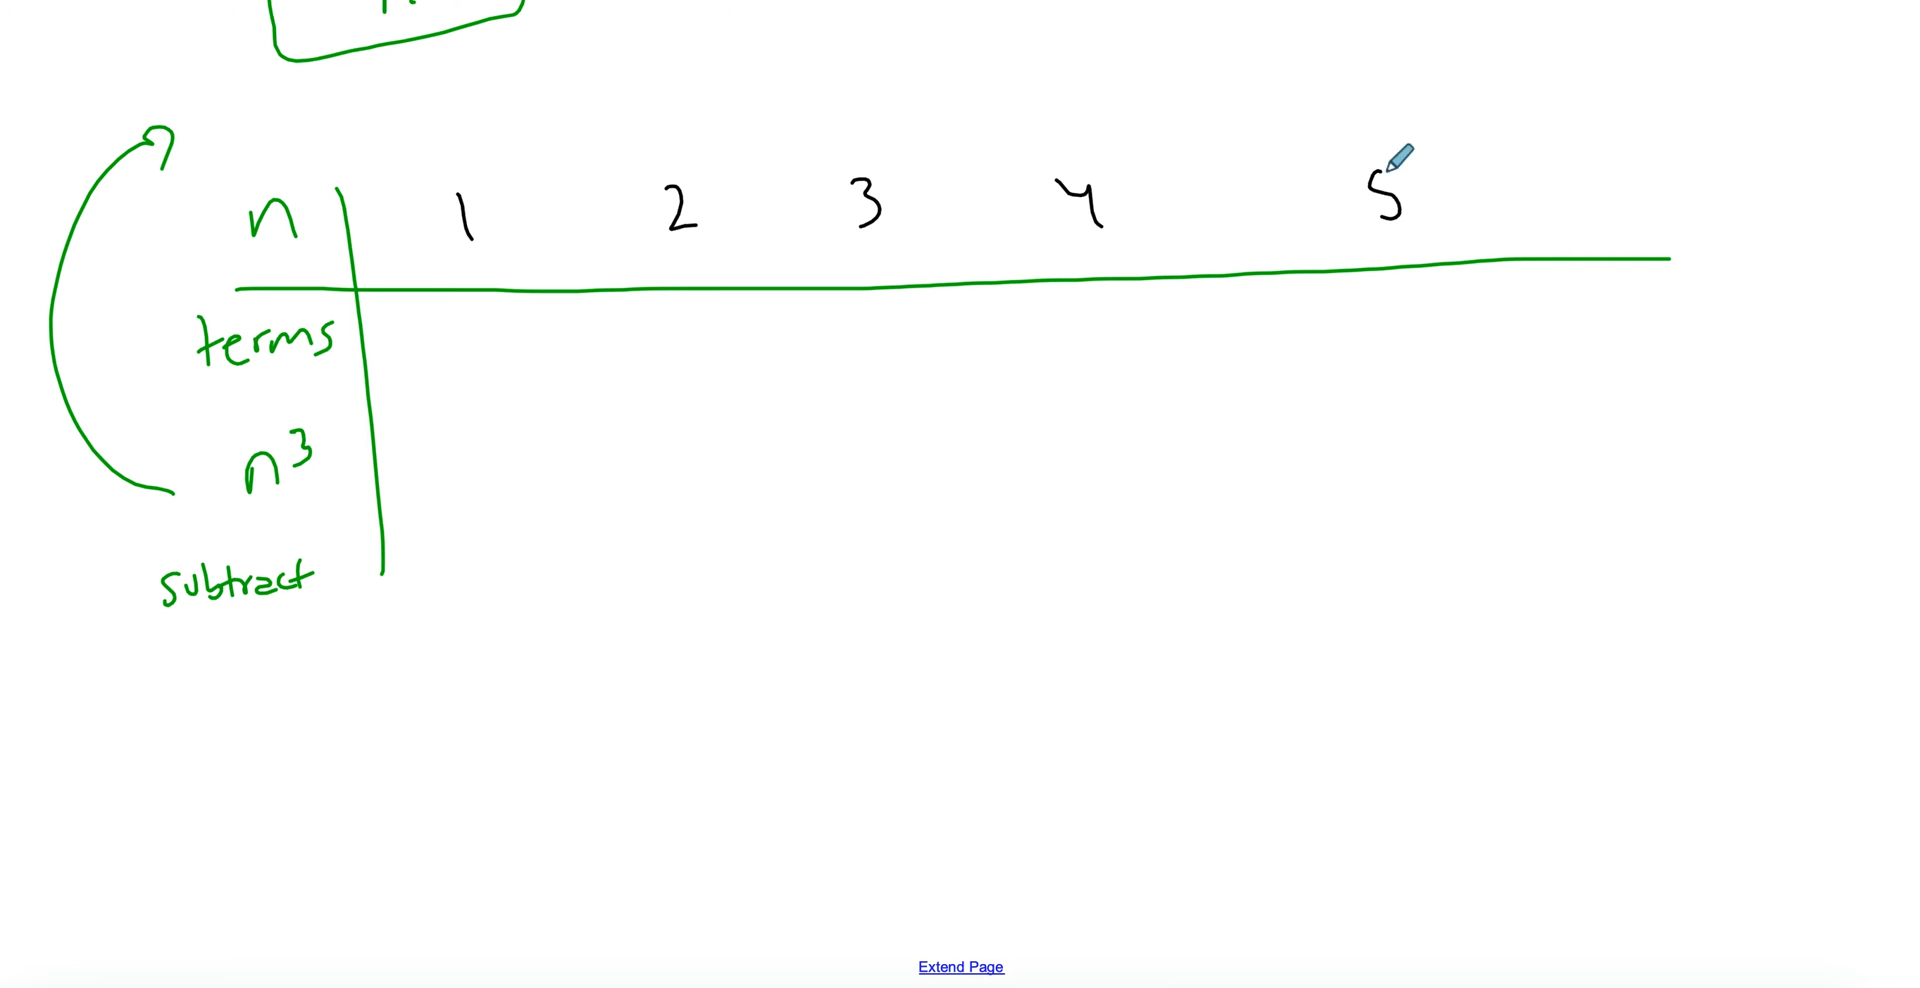 n 1 2 3 4 5
terms
n³
subtract
Extend Page